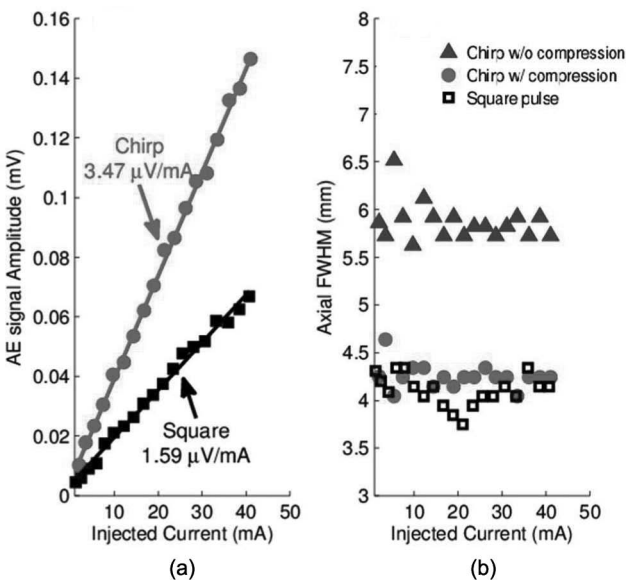 0.16
0.14
0.12
0.1
0.08
0.06
0.04
0.02
0
AE signal Amplitude (mV)
Chirp
3.47 μV/mA
Square
1.59 μV/mA
10
20
30
40
50
Injected Current (mA)
(a)
8
7.5
7
6.5
6
5.5
5
4.5
4
3.5
3
Axial FWHM (mm)
Chirp w/o compression
Chirp w/ compression
Square pulse
10
20
30
40
50
Injected Current (mA)
(b)